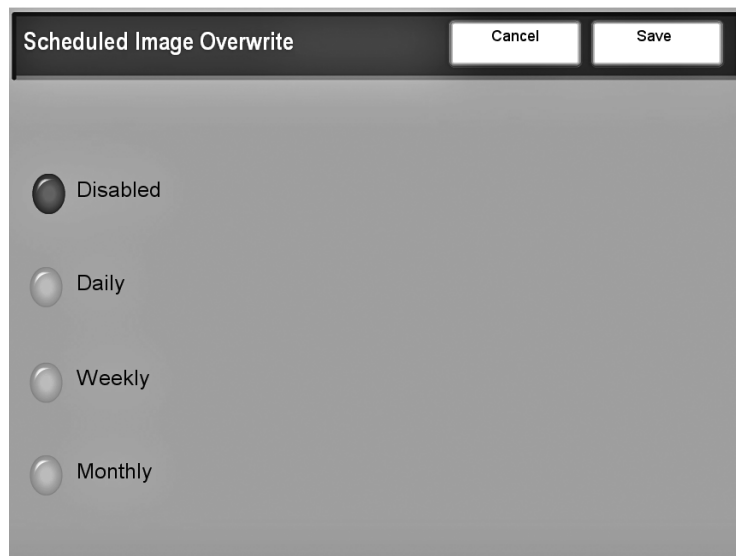 Scheduled Image Overwrite
Cancel
Save
Disabled
Daily
Weekly
Monthly